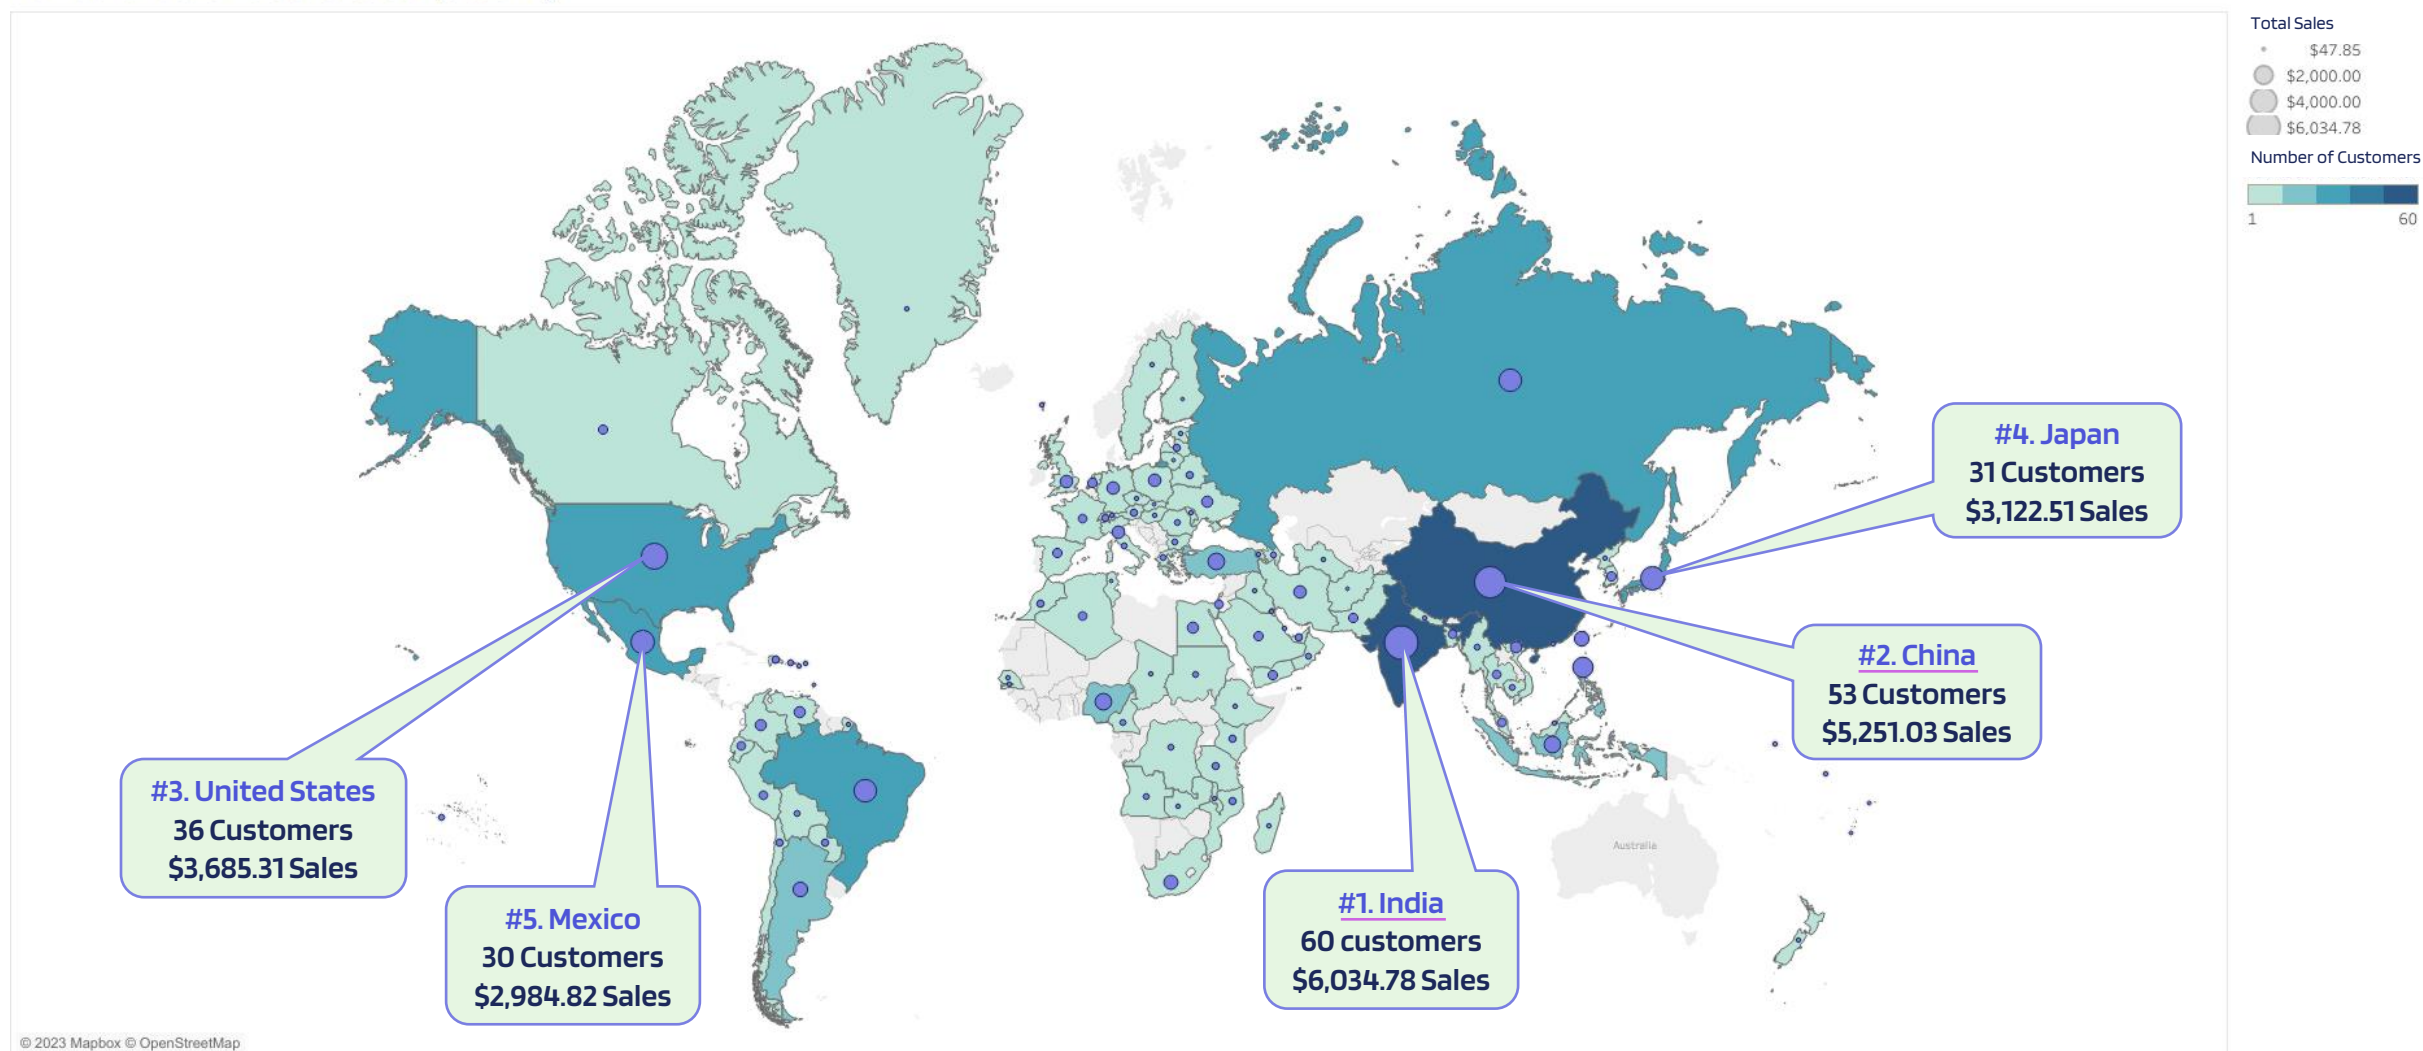 Total Sales
$47.85
$2,000.00
$4,000.00
$6,034.78
Number of Customers
1 60
#4. Japan
31 Customers
$3,122.51 Sales
#2. China
53 Customers
$5,251.03 Sales
#3. United States
36 Customers
$3,685.31 Sales
#5. Mexico
30 Customers
$2,984.82 Sales
#1. India
60 customers
$6,034.78 Sales
Australia
© 2023 Mapbox © OpenStreetMap